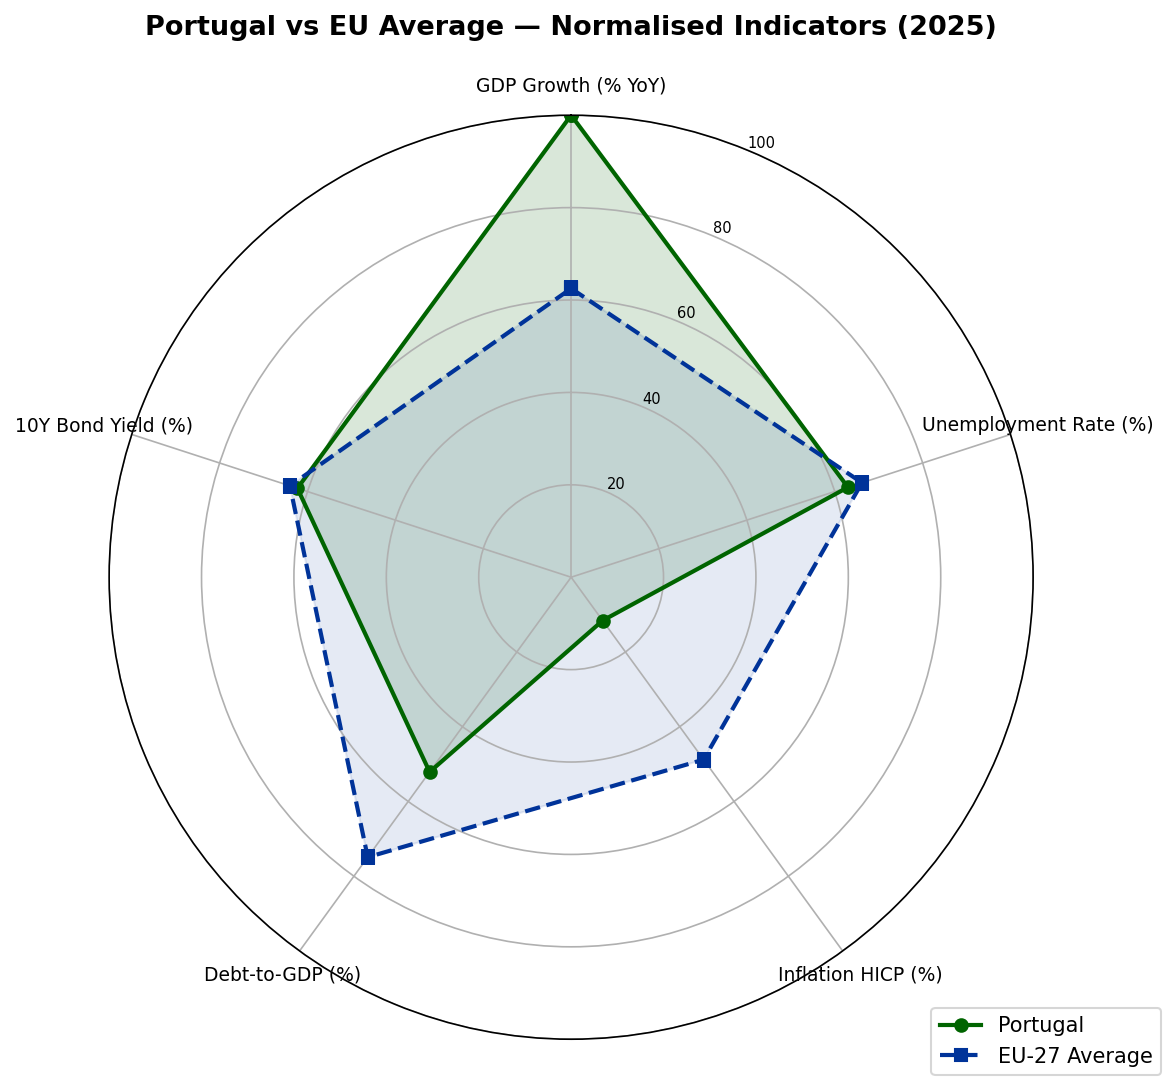 Portugal vs EU Average — Normalised Indicators (2025)
GDP Growth (% YoY)
100
80
60
40
20
10Y Bond Yield (%)
Unemployment Rate (%)
Debt-to-GDP (%)
Inflation HICP (%)
Portugal
EU-27 Average